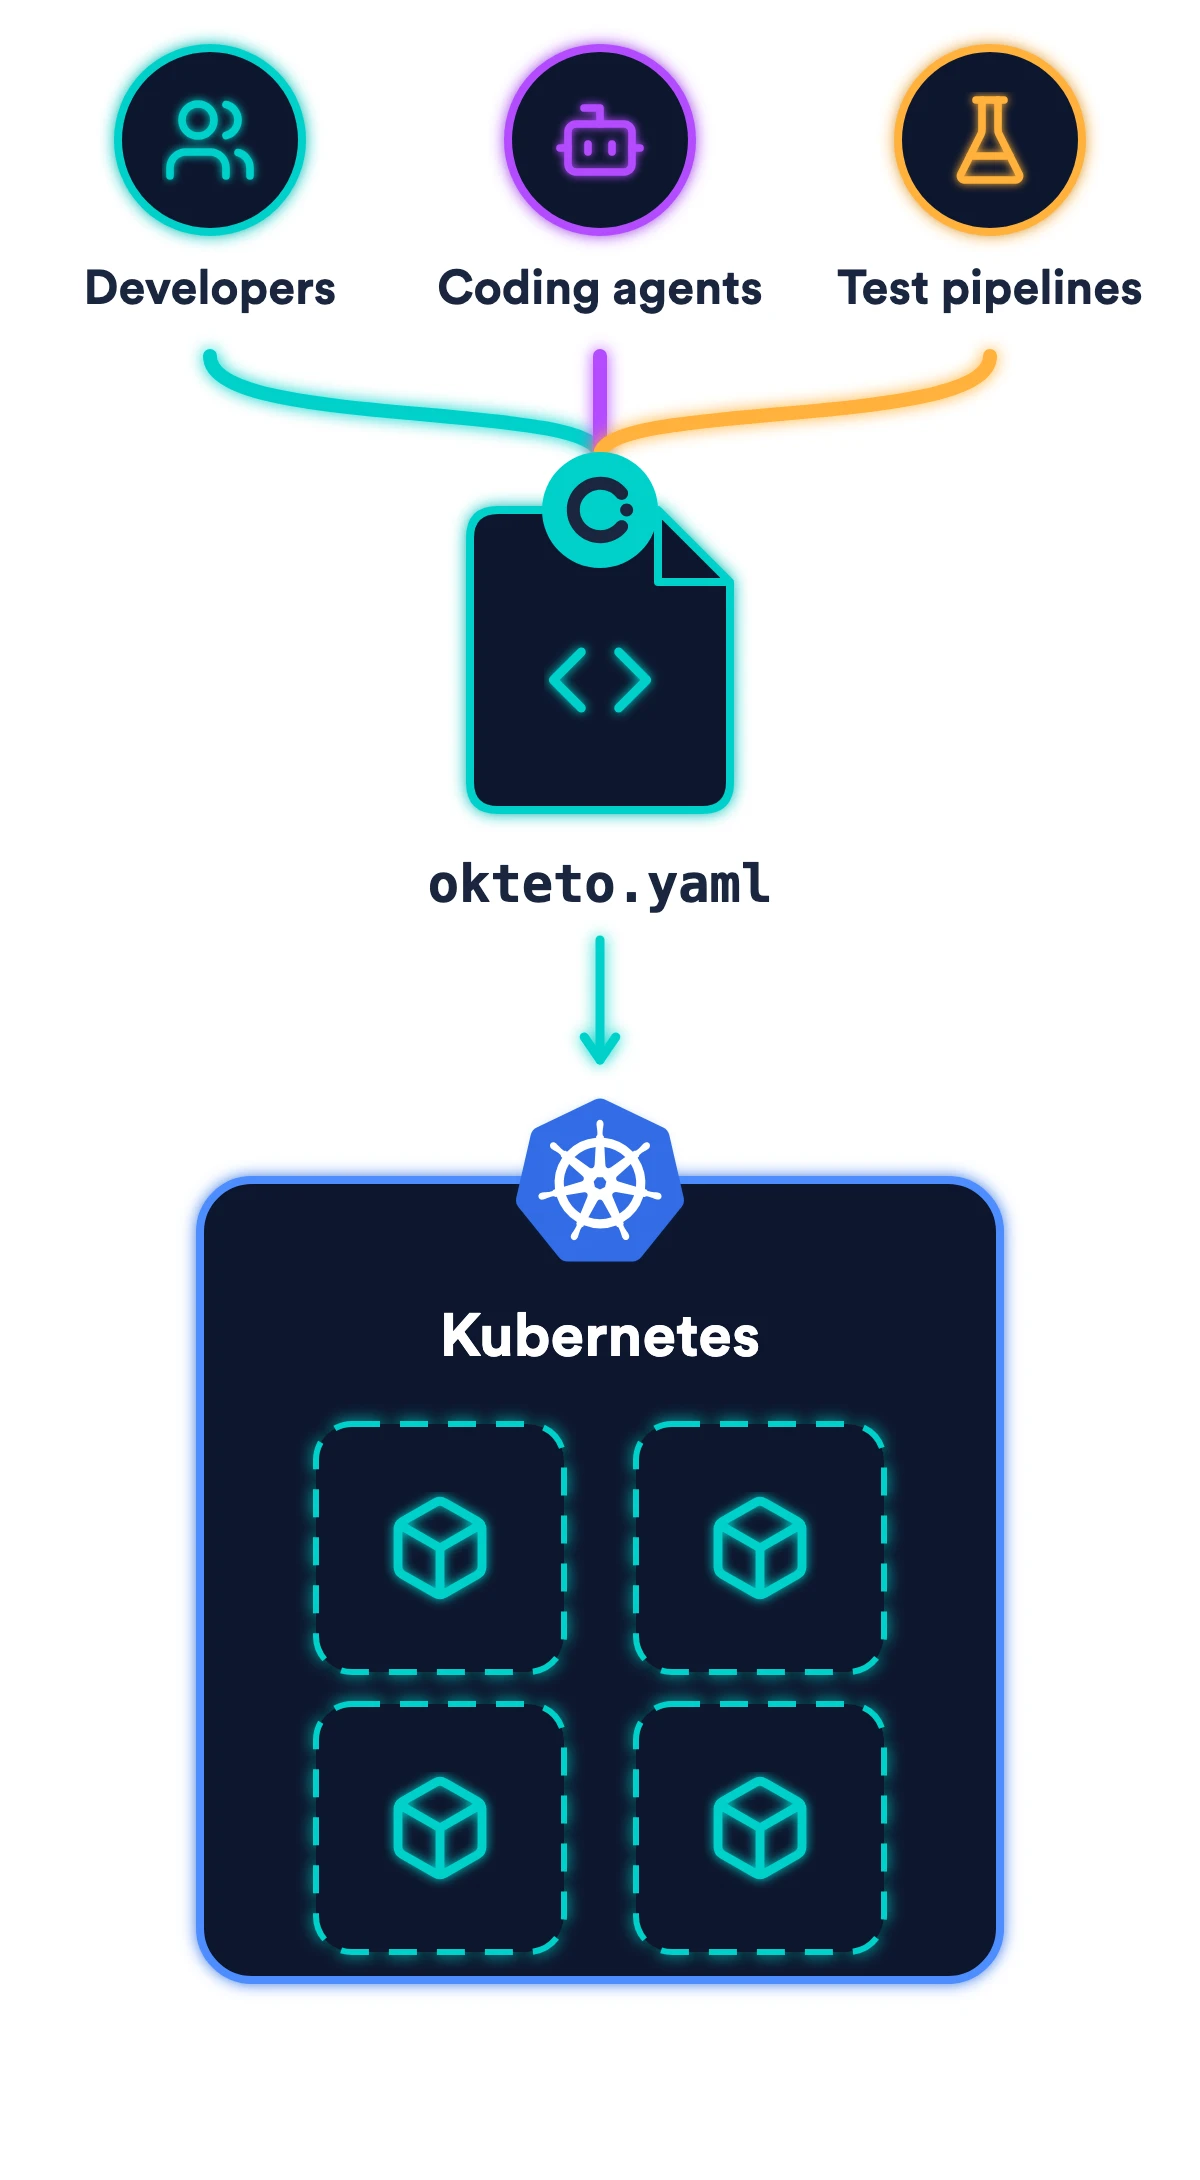 Developers
Coding agents
Test pipelines
okteto.yaml
Kubernetes